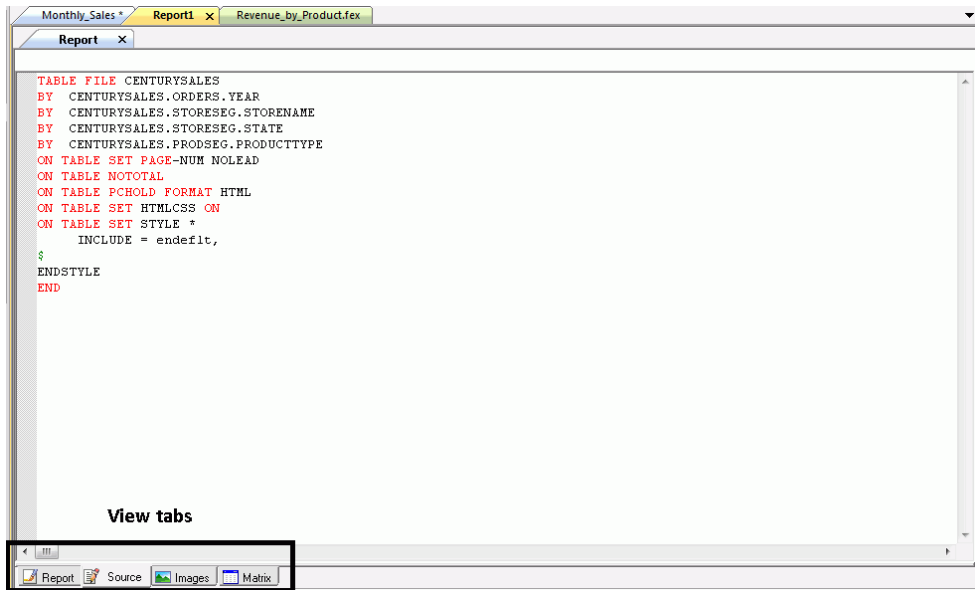 Monthly_Sales * Report1 x Revenue_by_Product.fex
Report x
TABLE FILE CENTURYSALES
BY CENTURYSALES.ORDERS.YEAR
BY CENTURYSALES.STORESEG.STORENAME
BY CENTURYSALES.STORESEG.STATE
BY CENTURYSALES.PRODSEG.PRODUCTTYPE
ON TABLE SET PAGE-NUM NOLEAD
ON TABLE NOTOTAL
ON TABLE PCHOLD FORMAT HTML
ON TABLE SET HTMLCSS ON
ON TABLE SET STYLE *
INCLUDE = endeflt,
$
ENDSTYLE
END
View tabs
Report Source Images Matrix